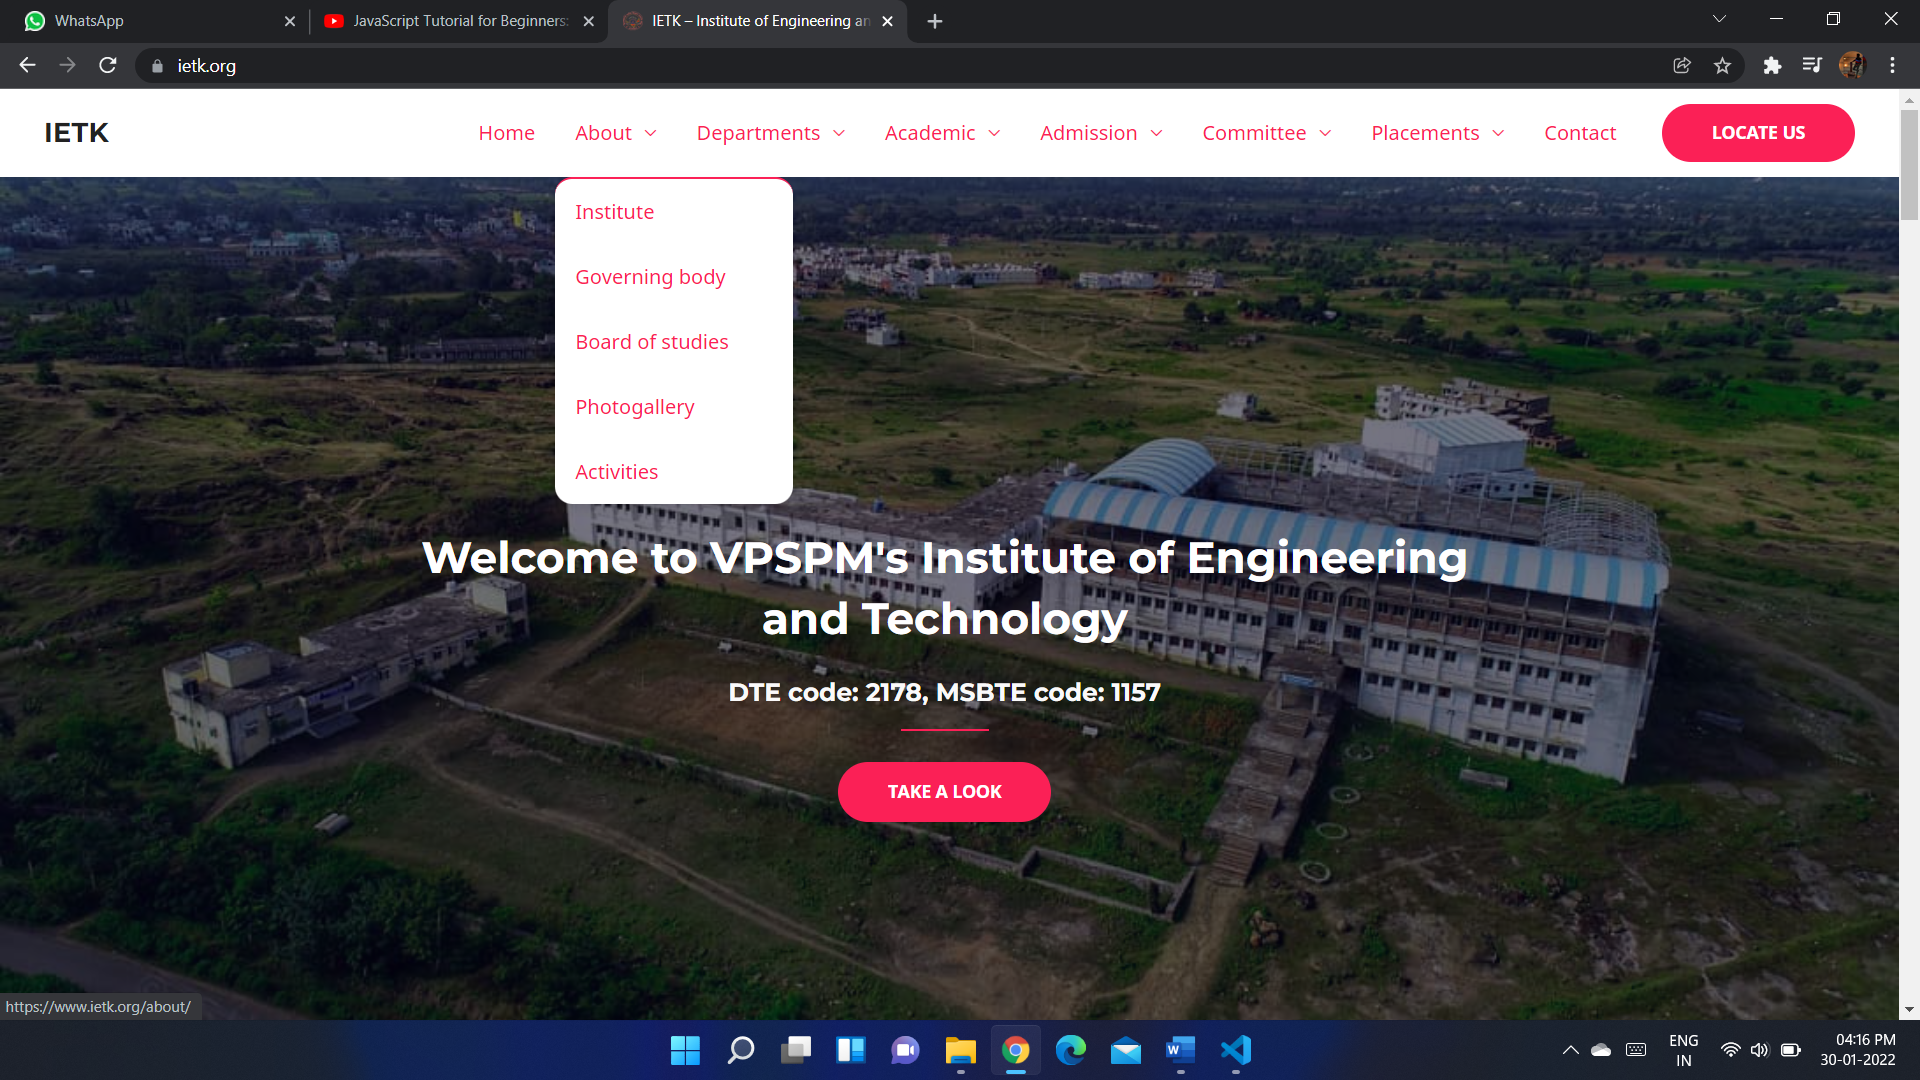 WhatsApp
JavaScript Tutorial for Beginners:
IETK – Institute of Engineering an
ietk.org
IETK
Home About Departments Academic Admission Committee Placements Contact LOCATE US
Institute
Governing body
Board of studies
Photogallery
Activities
Welcome to VPSPM's Institute of Engineering
and Technology
DTE code: 2178, MSBTE code: 1157
TAKE A LOOK
https://www.ietk.org/about/
W
ENG
IN
04:16 PM
30-01-2022